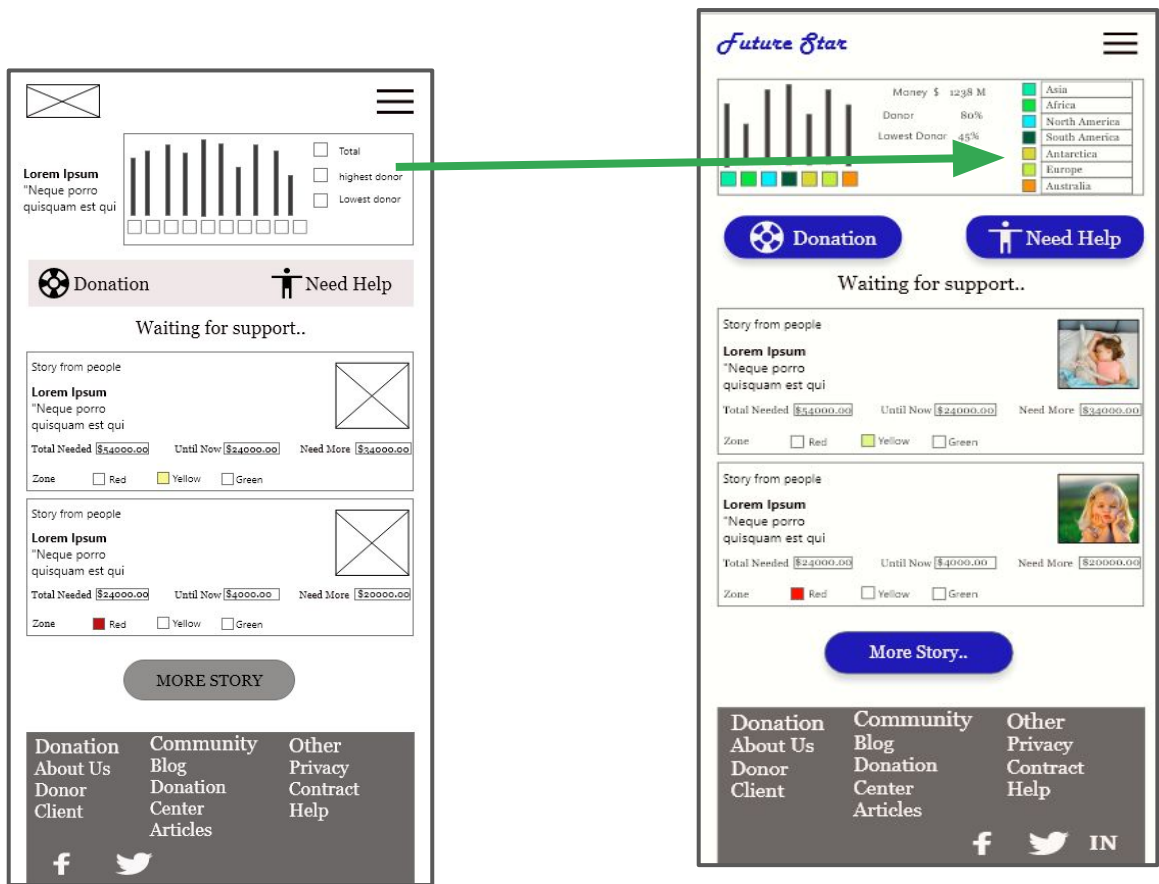 Lorem Ipsum
"Neque porro
quisquam est qui
Total
highest donor
Lowest donor
Donation
Need Help
Waiting for support..
Story from people
Lorem Ipsum
"Neque porro
quisquam est qui
Total Needed $54000.00 Until Now $24000.00 Need More $34000.00
Zone Red Yellow Green
Story from people
Lorem Ipsum
"Neque porro
quisquam est qui
Total Needed $24000.00 Until Now $4000.00 Need More $20000.00
Zone Red Yellow Green
MORE STORY
Donation
About Us
Donor
Client
Community
Blog
Donation
Center
Articles
Other
Privacy
Contract
Help
Future Star
Money $ 1238 M
Donor 80%
Lowest Donor 45%
Asia
Africa
North America
South America
Antarctica
Europe
Australia
Donation
Need Help
Waiting for support..
Story from people
Lorem Ipsum
"Neque porro
quisquam est qui
Total Needed $54000.00 Until Now $24000.00 Need More $34000.00
Zone Red Yellow Green
Story from people
Lorem Ipsum
"Neque porro
quisquam est qui
Total Needed $24000.00 Until Now $4000.00 Need More $20000.00
Zone Red Yellow Green
More Story..
Donation
About Us
Donor
Client
Community
Blog
Donation
Center
Articles
Other
Privacy
Contract
Help
IN